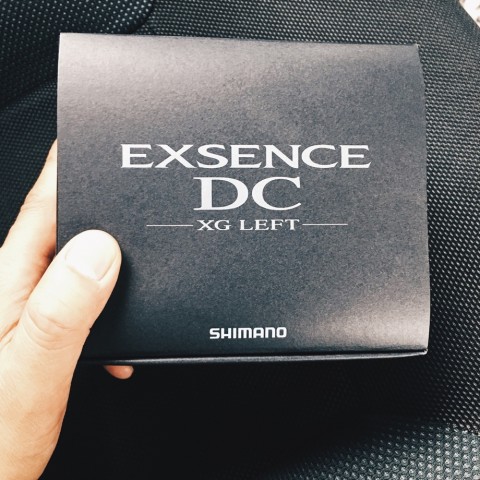 EXSENCE
DC
XG LEFT
SHIMANO